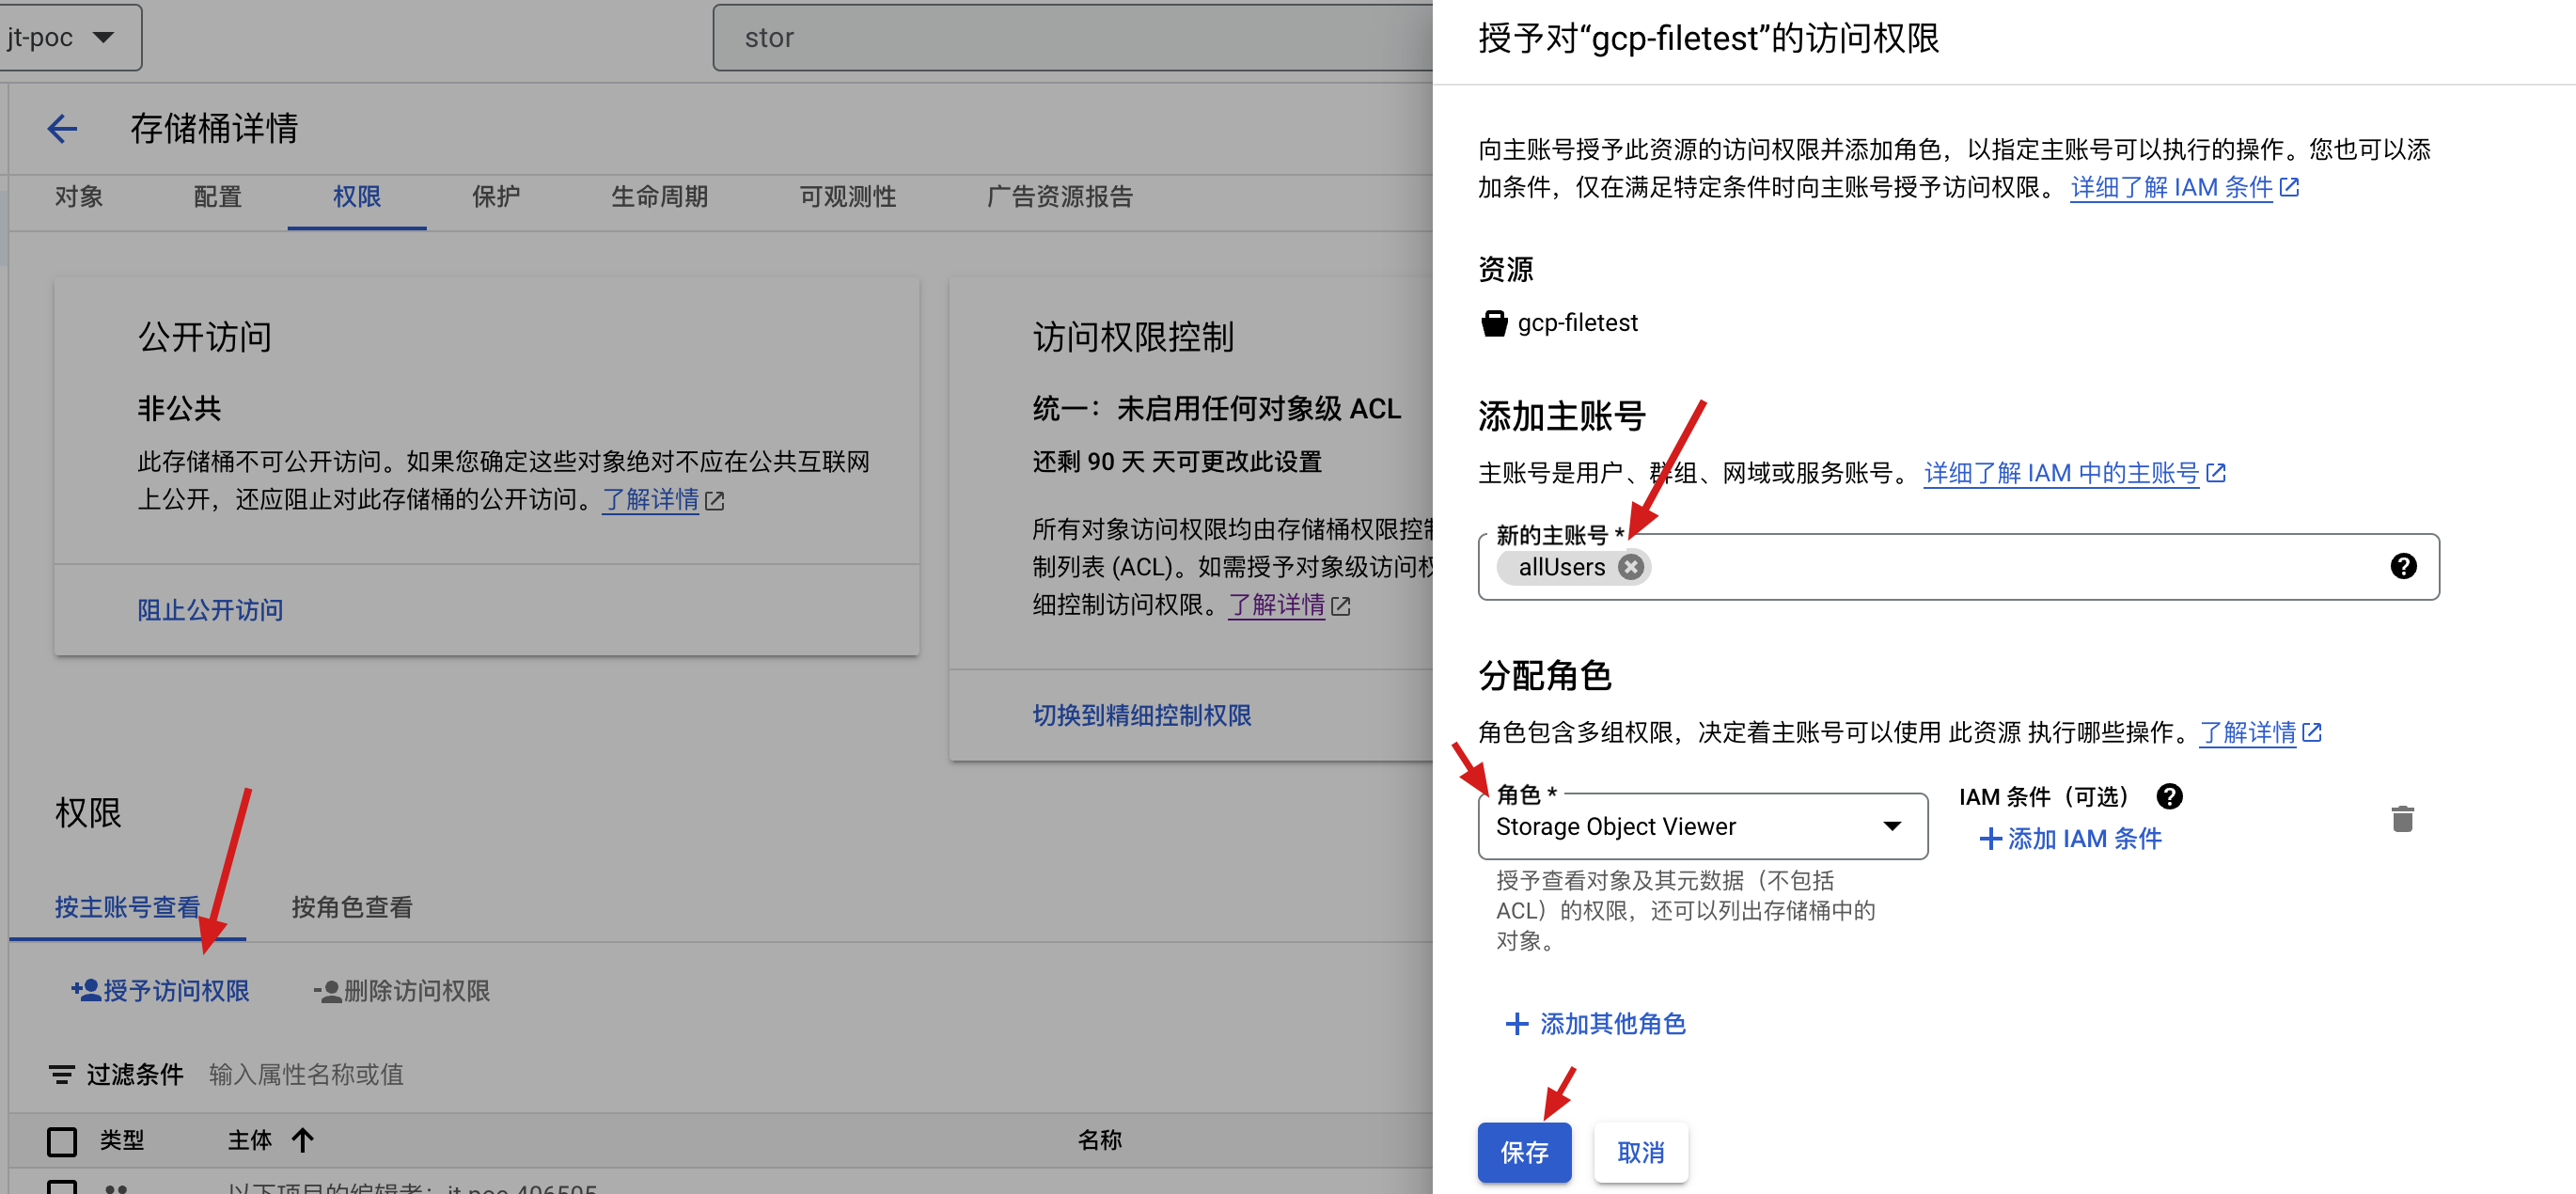 jt-poc
stor
存储桶详情
对象
配置
权限
保护
生命周期
可观测性
广告资源报告
公开访问
非公共
此存储桶不可公开访问。如果您确定这些对象绝对不应在公共互联网
上公开，还应阻止对此存储桶的公开访问。了解详情
阻止公开访问
访问权限控制
统一：未启用任何对象级 ACL
还剩 90 天 天可更改此设置
所有对象访问权限均由存储桶权限控制
制列表 (ACL)。如需授予对象级访问权
细控制访问权限。了解详情
切换到精细控制权限
权限
按主账号查看
按角色查看
授予访问权限
删除访问权限
过滤条件 输入属性名称或值
类型 主体 名称
以下项目的编辑者：jt-poc-406505
授予对“gcp-filetest”的访问权限
向主账号授予此资源的访问权限并添加角色，以指定主账号可以执行的操作。您也可以添
加条件，仅在满足特定条件时向主账号授予访问权限。 详细了解 IAM 条件
资源
gcp-filetest
添加主账号
主账号是用户、群组、网域或服务账号。 详细了解 IAM 中的主账号
新的主账号 *
allUsers
分配角色
角色包含多组权限，决定着主账号可以使用 此资源 执行哪些操作。了解详情
角色 *
Storage Object Viewer
IAM 条件（可选）
添加 IAM 条件
授予查看对象及其元数据（不包括
ACL）的权限，还可以列出存储桶中的
对象。
添加其他角色
保存
取消